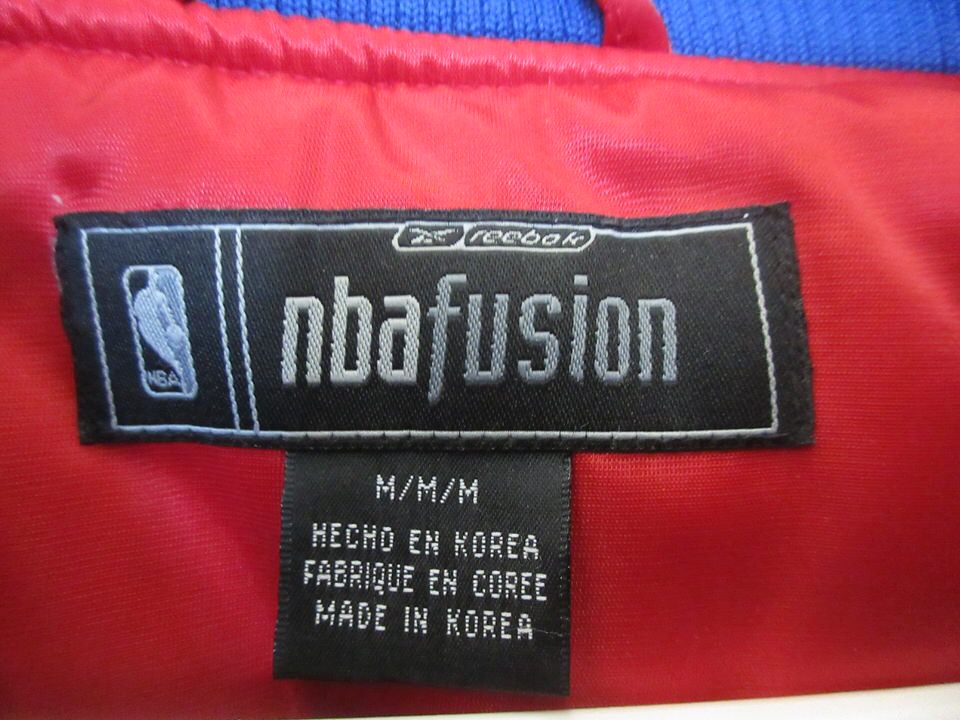 reebok
NBA
nbafusion
M/M/M
HECHO EN KOREA
FABRIQUE EN COREE
MADE IN KOREA